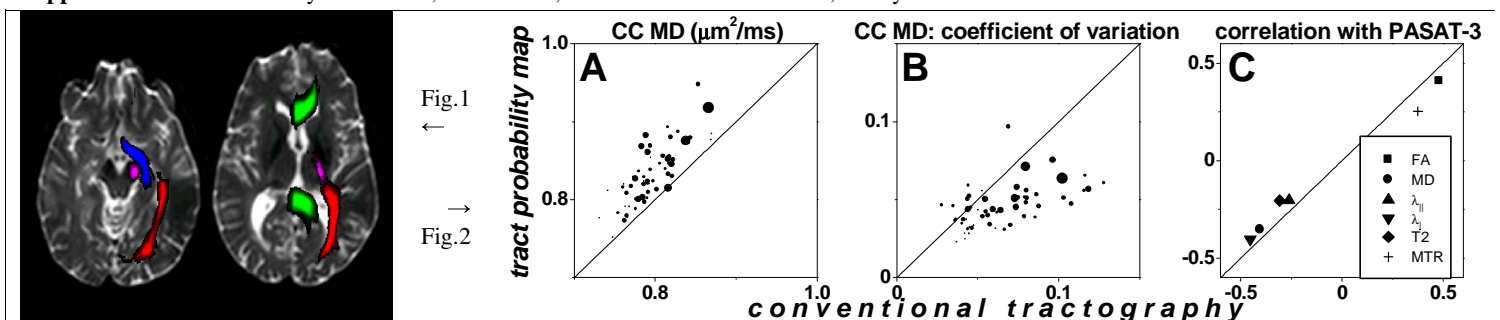 Fig.1
←
→
Fig.2
tract probability map
CC MD (μm²/ms)
A
1.0
0.8
0.8
1.0
CC MD: coefficient of variation
B
0.1
0
0
0.1
correlation with PASAT-3
C
0.5
0
-0.5
-0.5
0
0.5
FA
MD
λ||
λ⊥
T2
MTR
conventional tractography